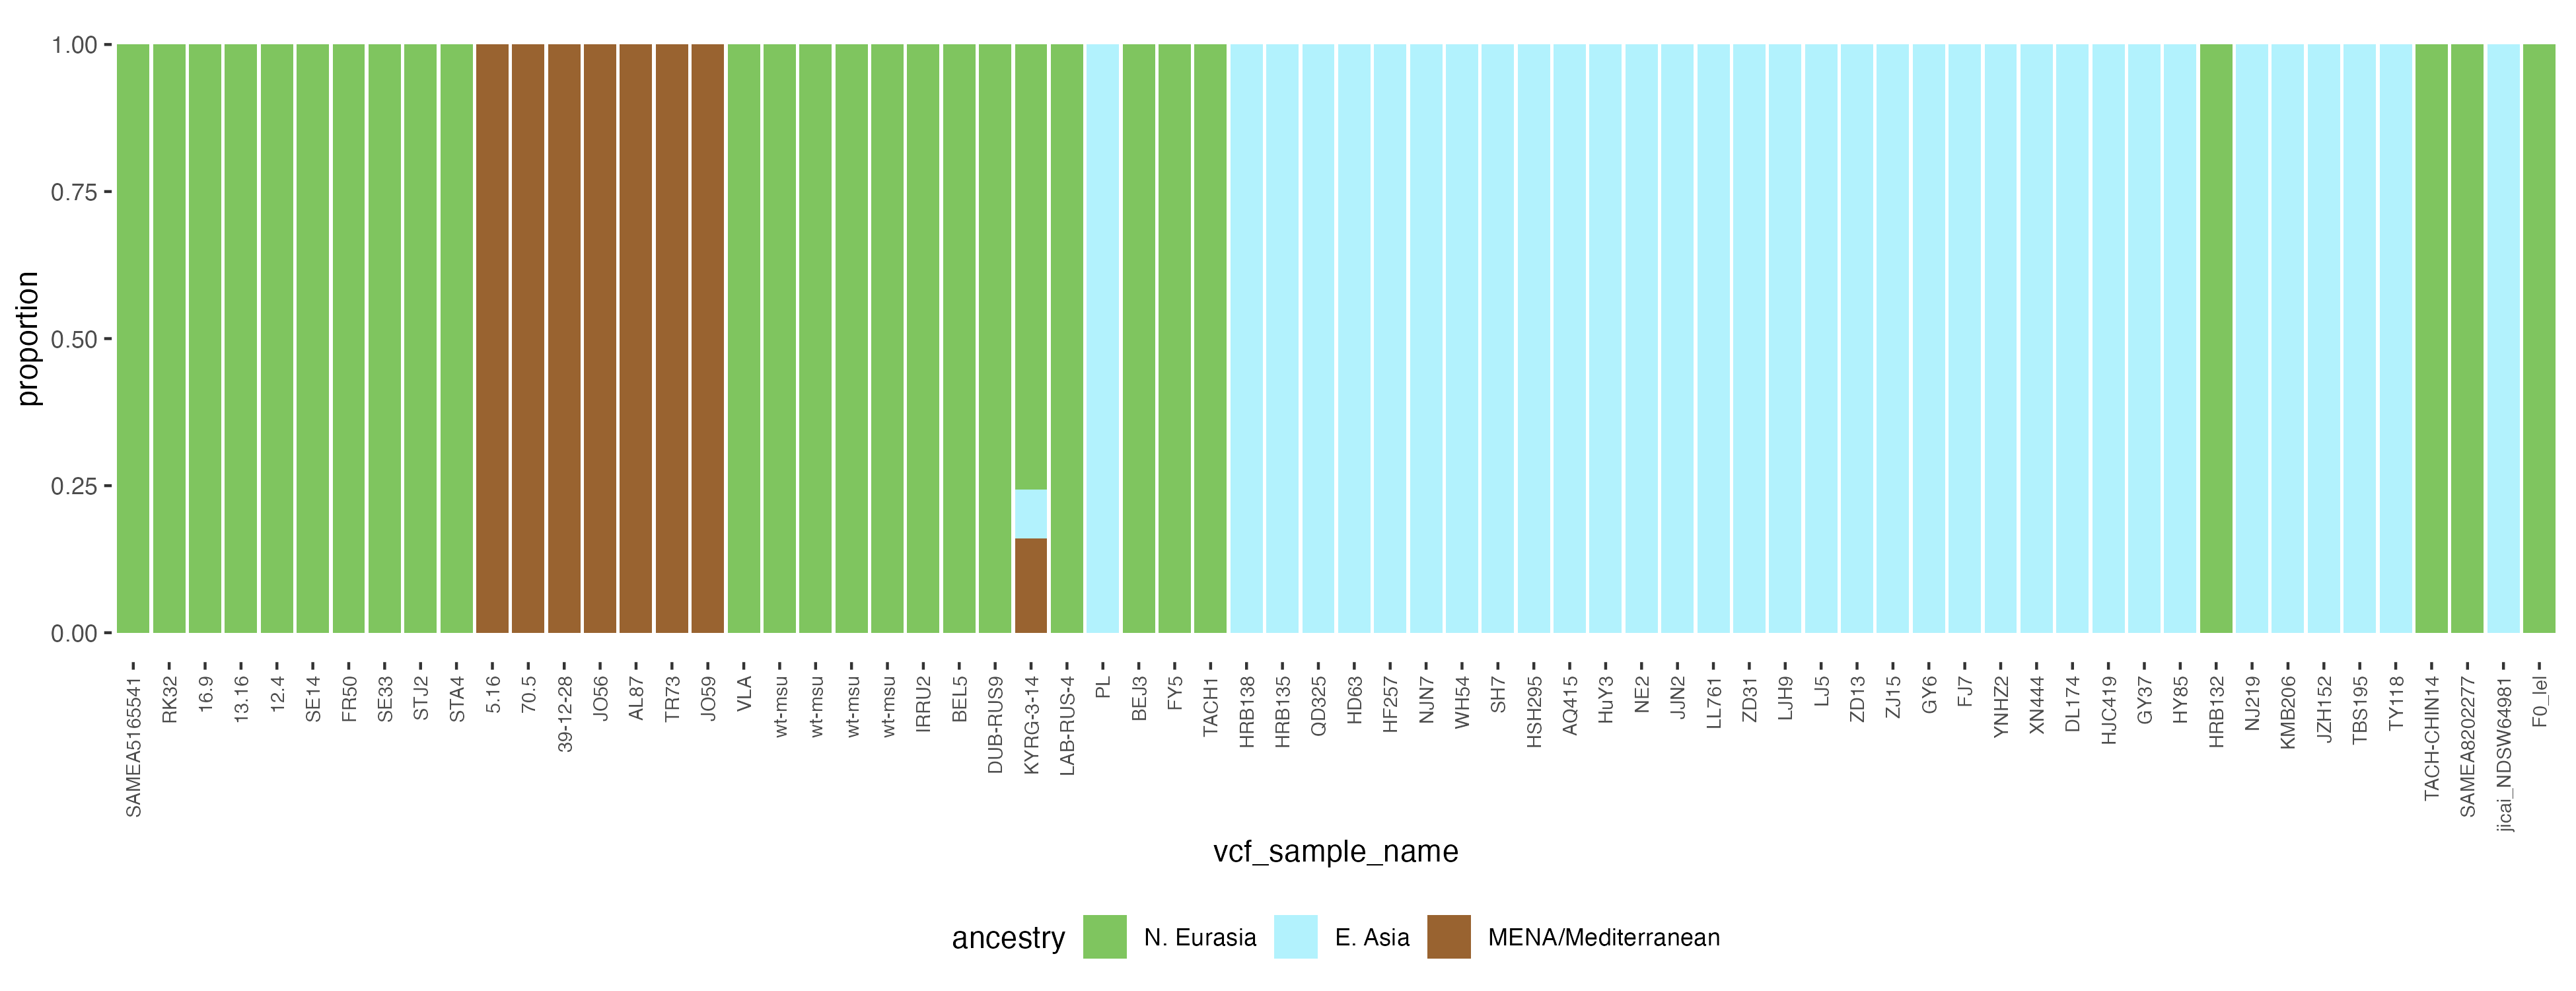 1.00
0.75
0.50
0.25
0.00
proportion
SAMEA5165541
RK32
16.9
13.16
12.4
SE14
FR50
SE33
STJ2
STA4
5.16
70.5
39-12-28
JO56
AL87
TR73
JO59
VLA
wt-msu
wt-msu
wt-msu
wt-msu
IRRU2
BEL5
DUB-RUS9
KYRG-3-14
LAB-RUS-4
PL
BEJ3
FY5
TACH1
HRB138
HRB135
QD325
HD63
HF257
NJN7
WH54
SH7
HSH295
AQ415
HuY3
NE2
JJN2
LL761
ZD31
LJH9
LJ5
ZD13
ZJ15
GY6
FJ7
YNHZ2
XN444
DL174
HJC419
GY37
HY85
HRB132
NJ219
KMB206
JZH152
TBS195
TY118
TACH-CHIN14
SAMEA82022777
jicai_NDSW64981
F0_lel
vcf_sample_name
ancestry N. Eurasia E. Asia MENA/Mediterranean